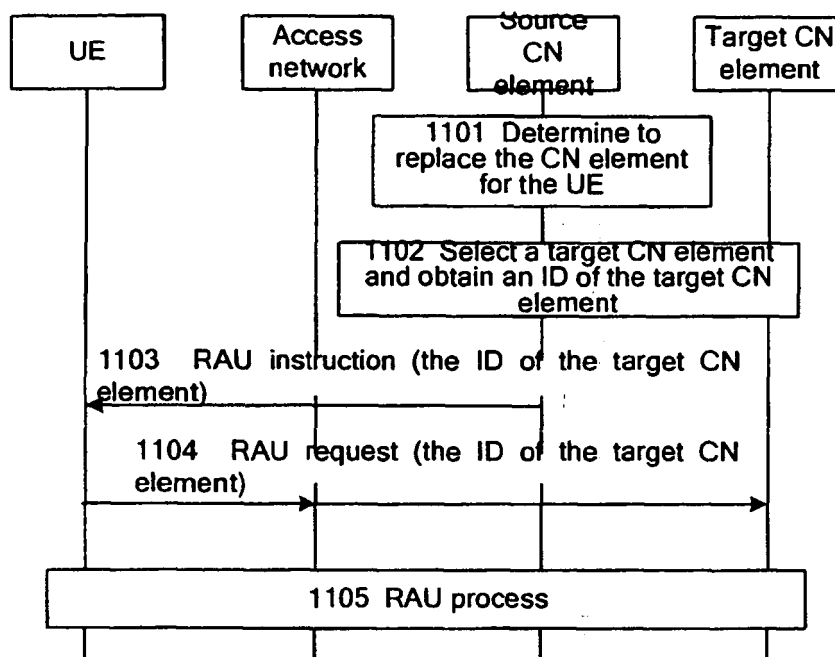 UE
Access
network
Source
CN
element
Target CN
element
1101 Determine to
replace the CN element
for the UE
1102 Select a target CN element
and obtain an ID of the target CN
element
1103 RAU instruction (the ID of the target CN
element)
1104 RAU request (the ID of the target CN
element)
1105 RAU process